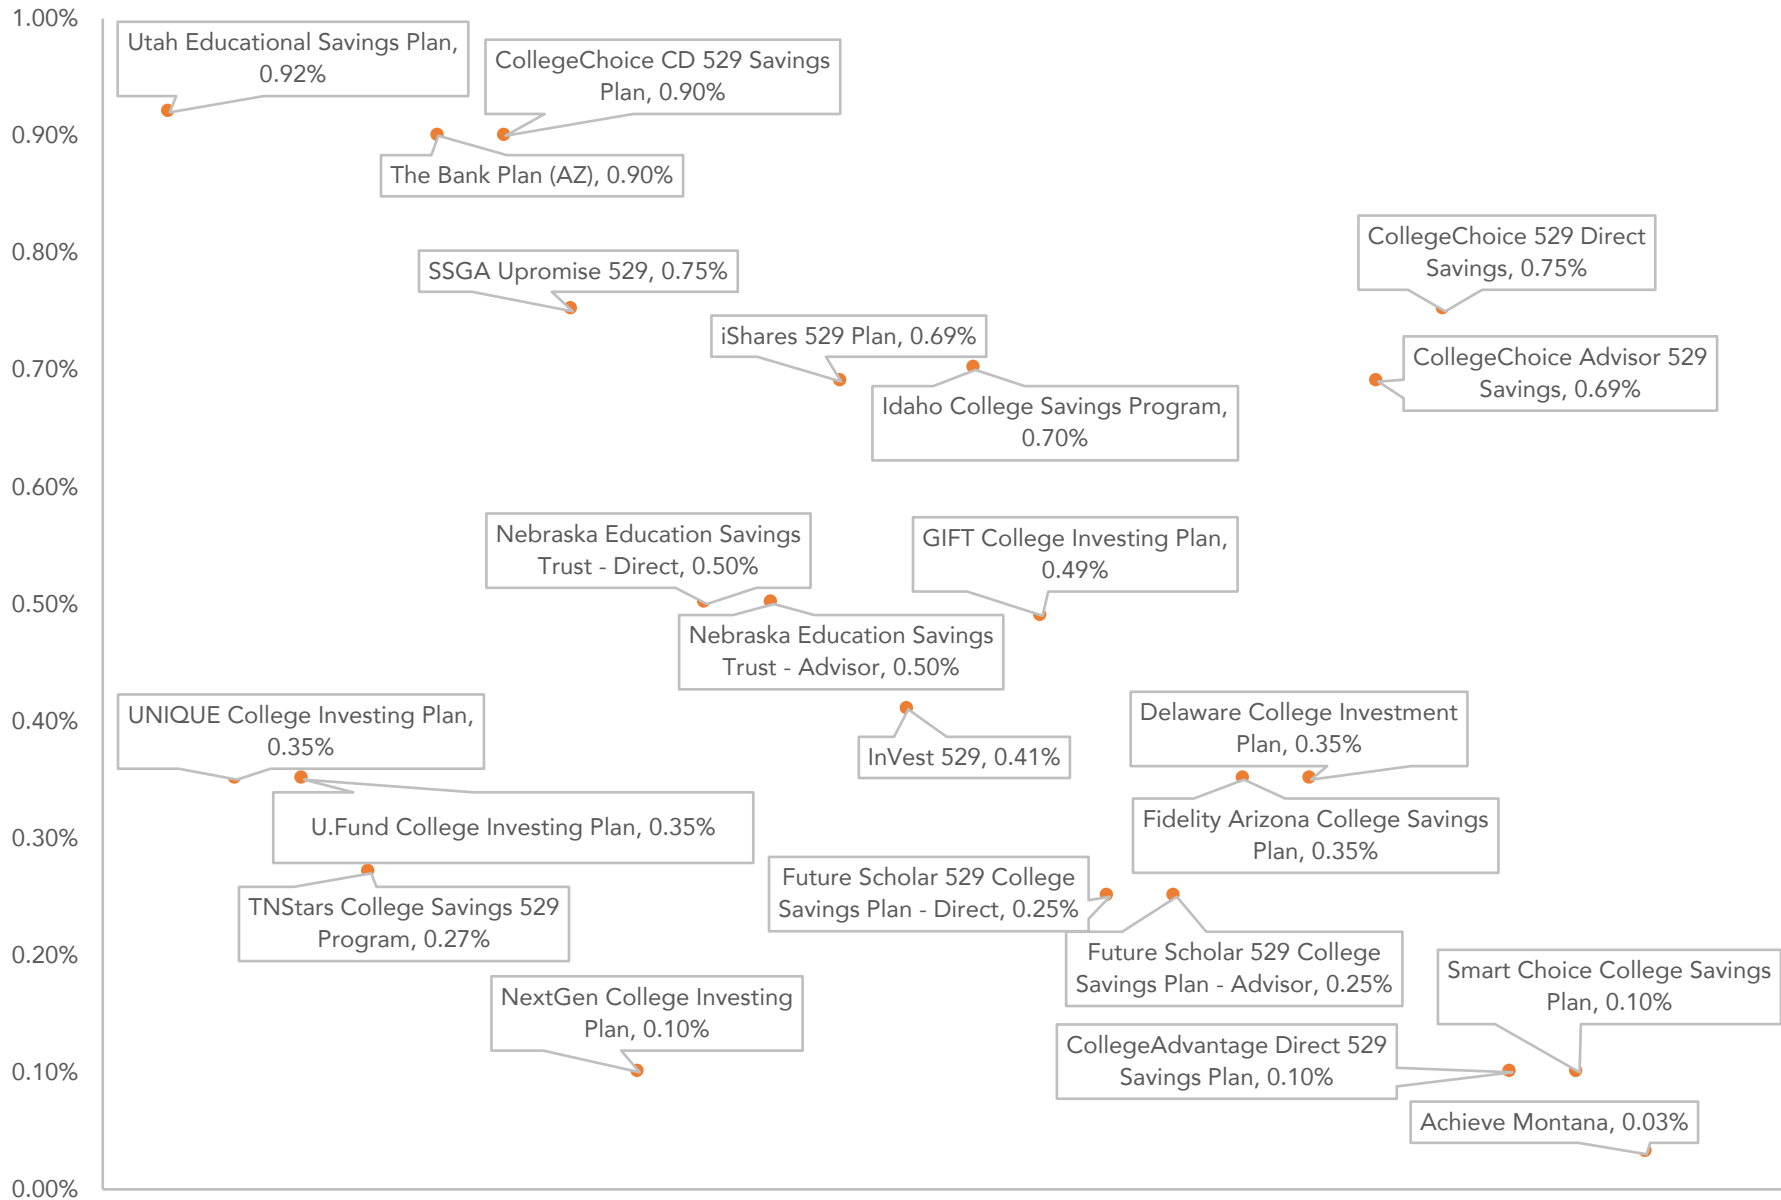 1.00%
Utah Educational Savings Plan,
0.92%
CollegeChoice CD 529 Savings
Plan, 0.90%
0.90%
The Bank Plan (AZ), 0.90%
0.80%
SSGA Upromise 529, 0.75%
CollegeChoice 529 Direct
Savings, 0.75%
iShares 529 Plan, 0.69%
0.70%
CollegeChoice Advisor 529
Savings, 0.69%
Idaho College Savings Program,
0.70%
0.60%
Nebraska Education Savings
Trust - Direct, 0.50%
GIFT College Investing Plan,
0.49%
0.50%
Nebraska Education Savings
Trust - Advisor, 0.50%
0.40%
UNIQUE College Investing Plan,
0.35%
InVest 529, 0.41%
Delaware College Investment
Plan, 0.35%
0.30%
U.Fund College Investing Plan, 0.35%
Fidelity Arizona College Savings
Plan, 0.35%
TNStars College Savings 529
Program, 0.27%
Future Scholar 529 College
Savings Plan - Direct, 0.25%
0.20%
Future Scholar 529 College
Savings Plan - Advisor, 0.25%
NextGen College Investing
Plan, 0.10%
Smart Choice College Savings
Plan, 0.10%
0.10%
CollegeAdvantage Direct 529
Savings Plan, 0.10%
Achieve Montana, 0.03%
0.00%